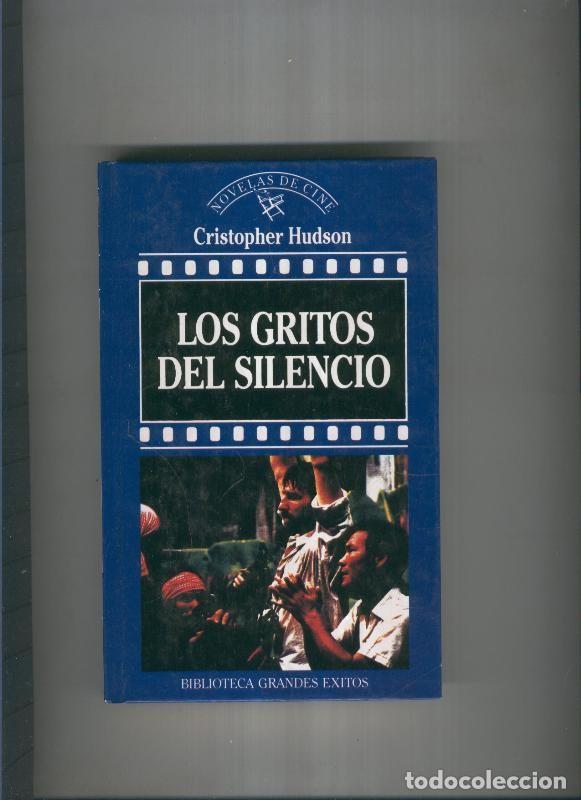 NOVELAS DE CINE
Cristopher Hudson
LOS GRITOS
DEL SILENCIO
BIBLIOTECA GRANDES EXITOS
todocoleccion